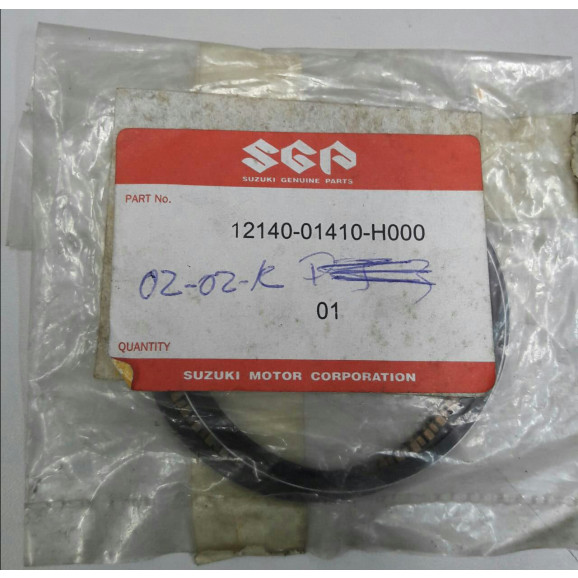 SGP
SUZUKI GENUINE PARTS
PART No.
12140-01410-H000
02-02-K
01
QUANTITY
SUZUKI MOTOR CORPORATION